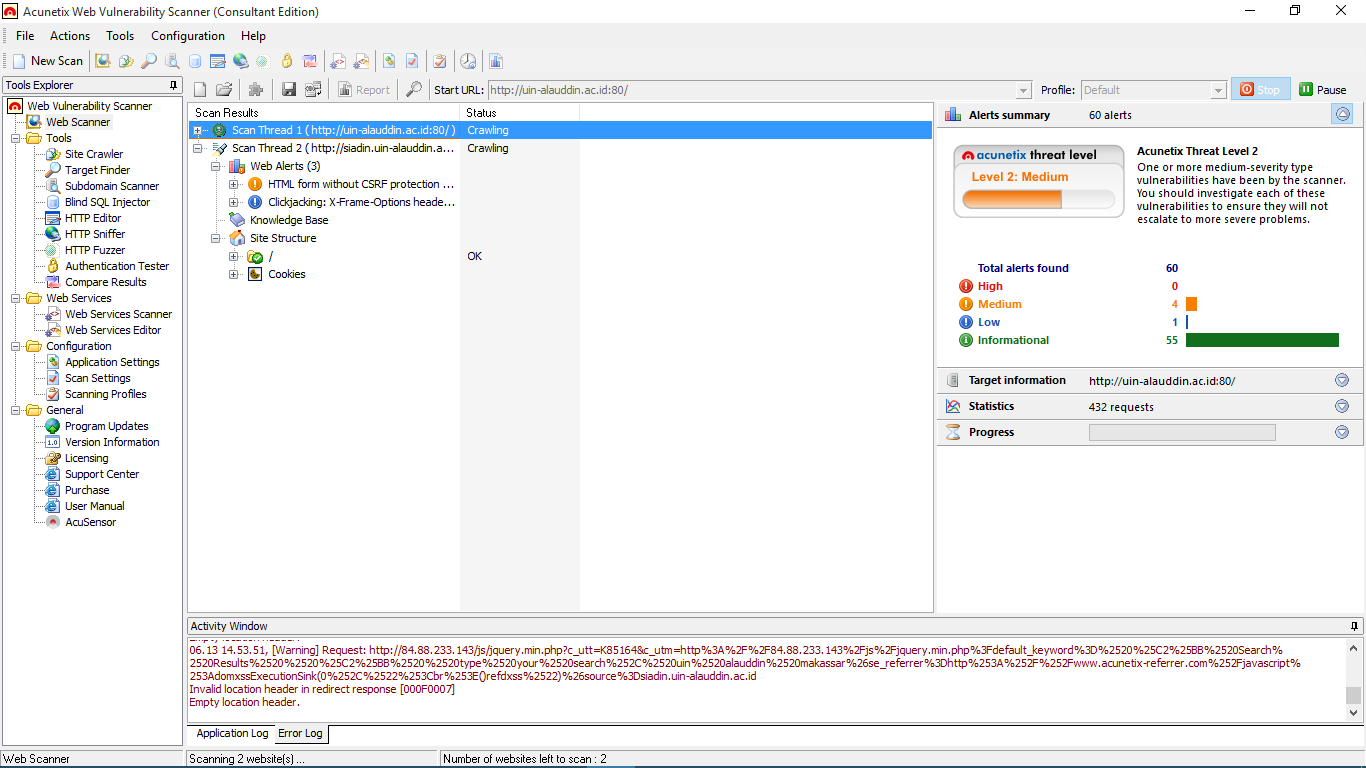 Acunetix Web Vulnerability Scanner (Consultant Edition)
File Actions Tools Configuration Help
New Scan
Tools Explorer
Web Vulnerability Scanner
Web Scanner
Tools
Site Crawler
Target Finder
Subdomain Scanner
Blind SQL Injector
HTTP Editor
HTTP Sniffer
HTTP Fuzzer
Authentication Tester
Compare Results
Web Services
Web Services Scanner
Web Services Editor
Configuration
Application Settings
Scan Settings
Scanning Profiles
General
Program Updates
1.0 Version Information
Licensing
Support Center
Purchase
User Manual
AcuSensor
Report Start URL: http://uin-alauddin.ac.id:80/ Profile: Default Stop Pause
Scan Results Status
Scan Thread 1 ( http://uin-alauddin.ac.id:80/ ) Crawling
Scan Thread 2 ( http://siadin.uin-alauddin.a... Crawling
Web Alerts (3)
HTML form without CSRF protection ...
Clickjacking: X-Frame-Options heade...
Knowledge Base
Site Structure
/ OK
Cookies
Alerts summary 60 alerts
acunetix threat level
Level 2: Medium
Acunetix Threat Level 2
One or more medium-severity type
vulnerabilities have been by the scanner.
You should investigate each of these
vulnerabilities to ensure they will not
escalate to more severe problems.
Total alerts found 60
High 0
Medium 4
Low 1
Informational 55
Target information http://uin-alauddin.ac.id:80/
Statistics 432 requests
Progress
Activity Window
Empty location header.
06.13 14.53.51, [Warning] Request: http://84.88.233.143/js/jquery.min.php?c_utt=K85164&c_utm=http%3A%2F%2F84.88.233.143%2Fjs%2Fjquery.min.php%3Fdefault_keyword%3D%2520%25C2%25BB%2520Search%
2520Results%2520%2520%25C2%25BB%2520%2520type%2520your%2520search%252C%2520uin%2520alauddin%2520makassar%26se_referrer%3Dhttp%253A%252F%252Fwww.acunetix-referrer.com%252Fjavascript%
253AdomxssExecutionSink(0%252C%2522%253Cbr%253E()refdxss%2522)%26source%3Dsiadin.uin-alauddin.ac.id
Invalid location header in redirect response [000F0007]
Empty location header.
Application Log Error Log
Web Scanner Scanning 2 website(s) ... Number of websites left to scan : 2